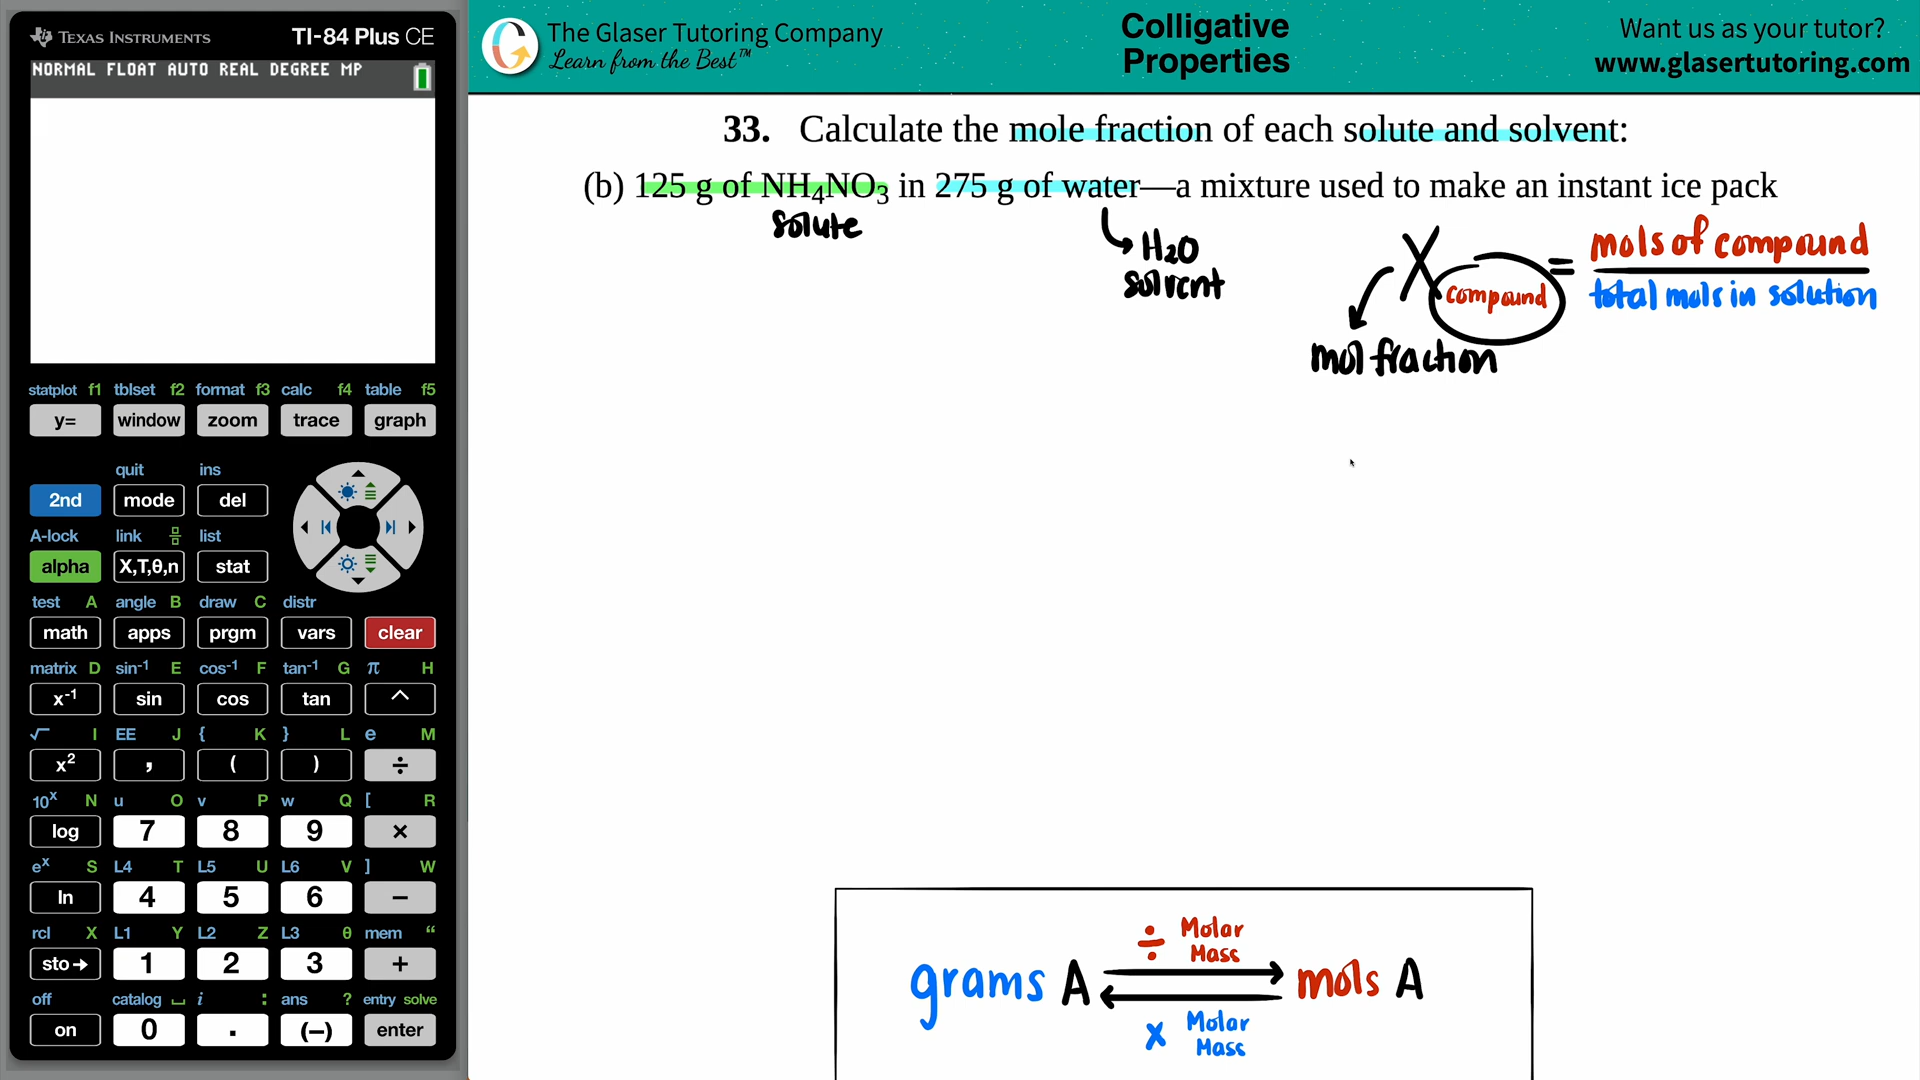 TEXAS INSTRUMENTS TI-84 Plus CE
NORMAL FLOAT AUTO REAL DEGREE MP
statplot f1 tblset f2 format f3 calc f4 table f5
y= window zoom trace graph
quit ins
2nd mode del
A-lock link list
alpha X,T,θ,n stat
test A angle B draw C distr
math apps prgm vars clear
matrix D sin⁻¹ E cos⁻¹ F tan⁻¹ G π H
x⁻¹ sin cos tan ^
√ I EE J { K } L e M
x² , ( ) ÷
10ˣ N u O v P w Q [ R
log 7 8 9 ×
eˣ S L4 T L5 U L6 V ] W
ln 4 5 6 −
rcl X L1 Y L2 Z L3 θ mem “
sto→ 1 2 3 +
off catalog ⎵ i : ans ? entry solve
on 0 . (−) enter
The Glaser Tutoring Company
Learn from the Best™
Colligative
Properties
Want us as your tutor?
www.glasertutoring.com
33. Calculate the mole fraction of each solute and solvent:
(b) 125 g of NH₄NO₃ in 275 g of water—a mixture used to make an instant ice pack
solute
H₂O
solvent
X compound = mols of compound
total mols in solution
mol fraction
÷ Molar
Mass
grams A mols A
x Molar
Mass